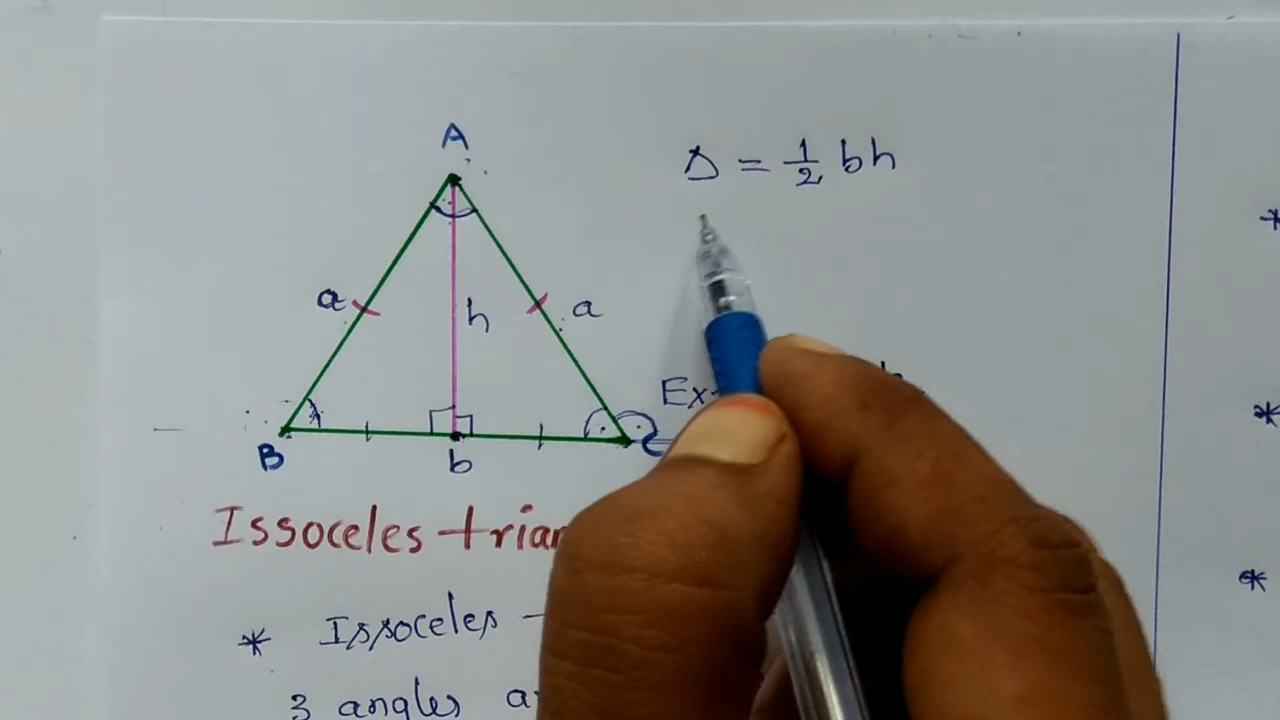 A
Δ = 1/2 bh
a
h
a
Ex
B
b
C
Issoceles trian
* Issoceles
3 angles a
*
*
*